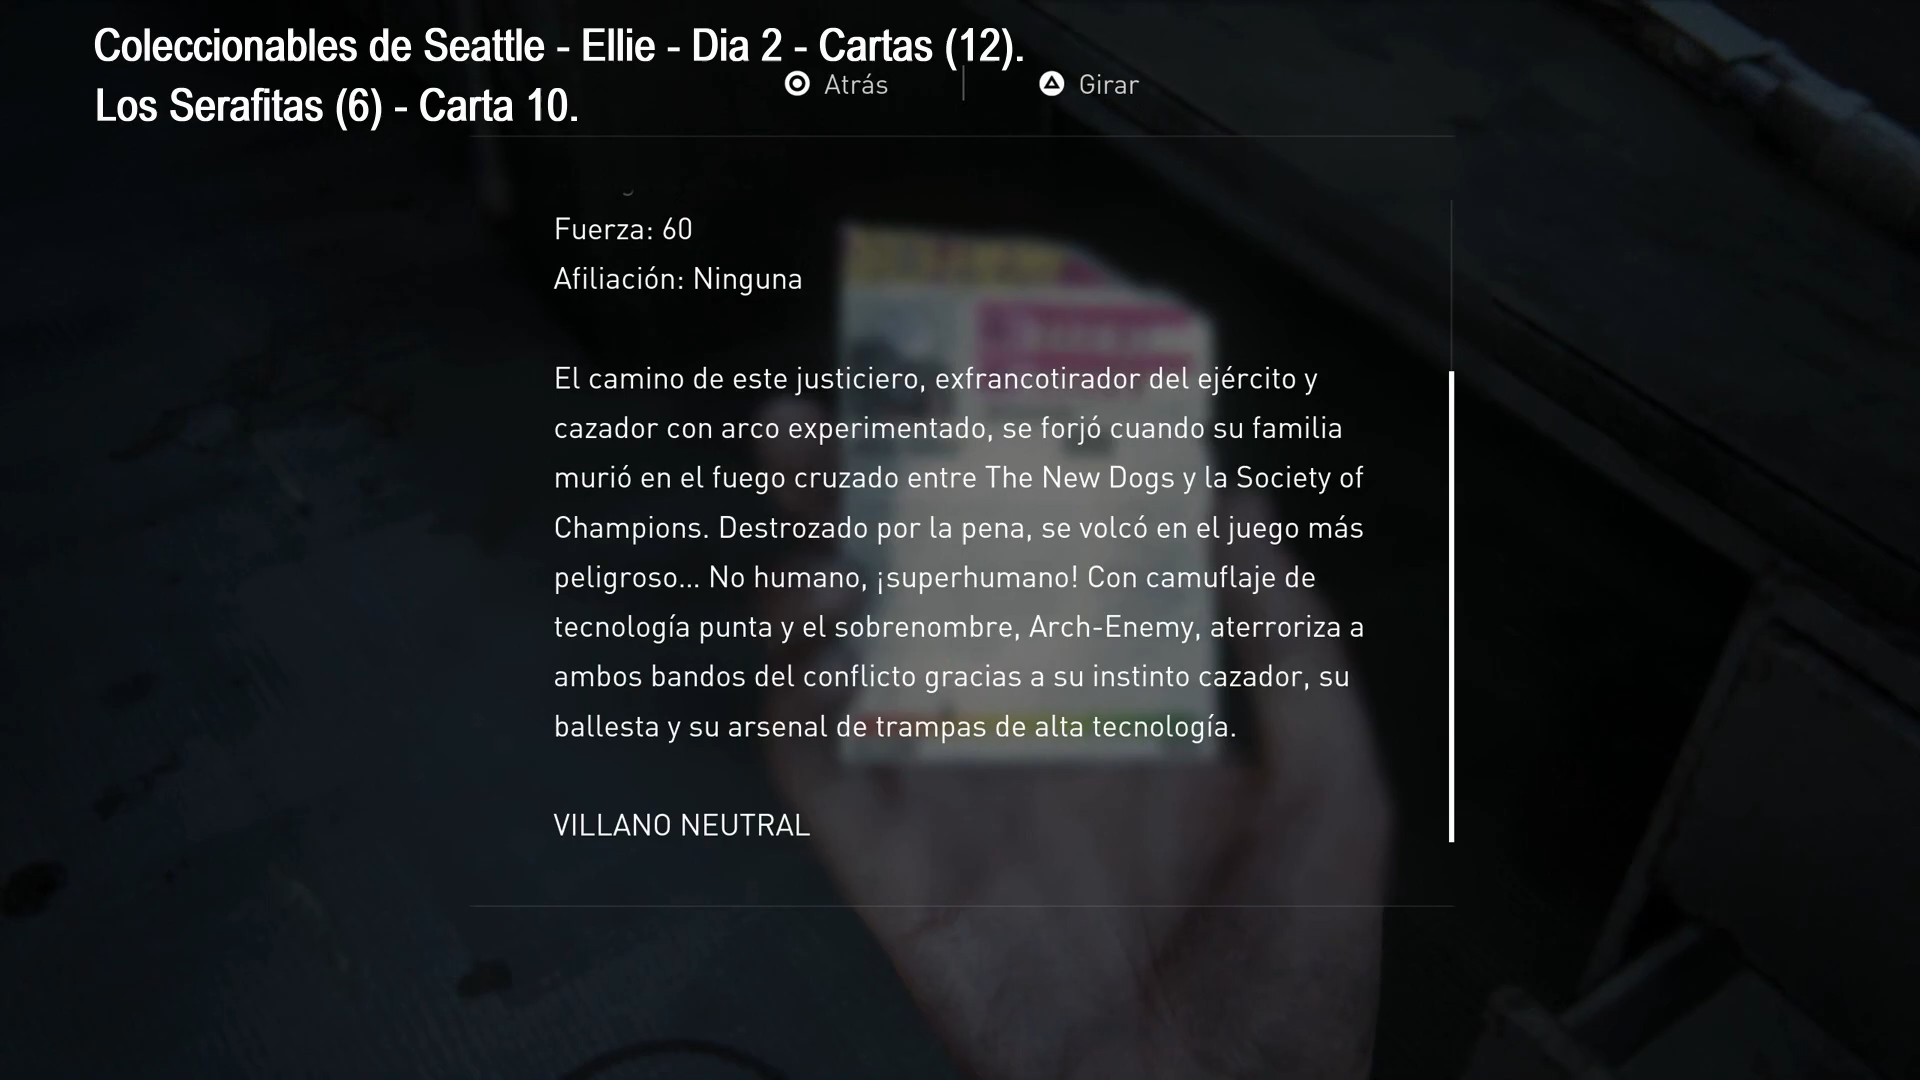 Coleccionables de Seattle - Ellie - Dia 2 - Cartas (12).
Los Serafitas (6) - Carta 10.
Atrás | Girar
Fuerza: 60
Afiliación: Ninguna
El camino de este justiciero, exfrancotirador del ejército y
cazador con arco experimentado, se forjó cuando su familia
murió en el fuego cruzado entre The New Dogs y la Society of
Champions. Destrozado por la pena, se volcó en el juego más
peligroso... No humano, ¡superhumano! Con camuflaje de
tecnología punta y el sobrenombre, Arch-Enemy, aterroriza a
ambos bandos del conflicto gracias a su instinto cazador, su
ballesta y su arsenal de trampas de alta tecnología.
VILLANO NEUTRAL